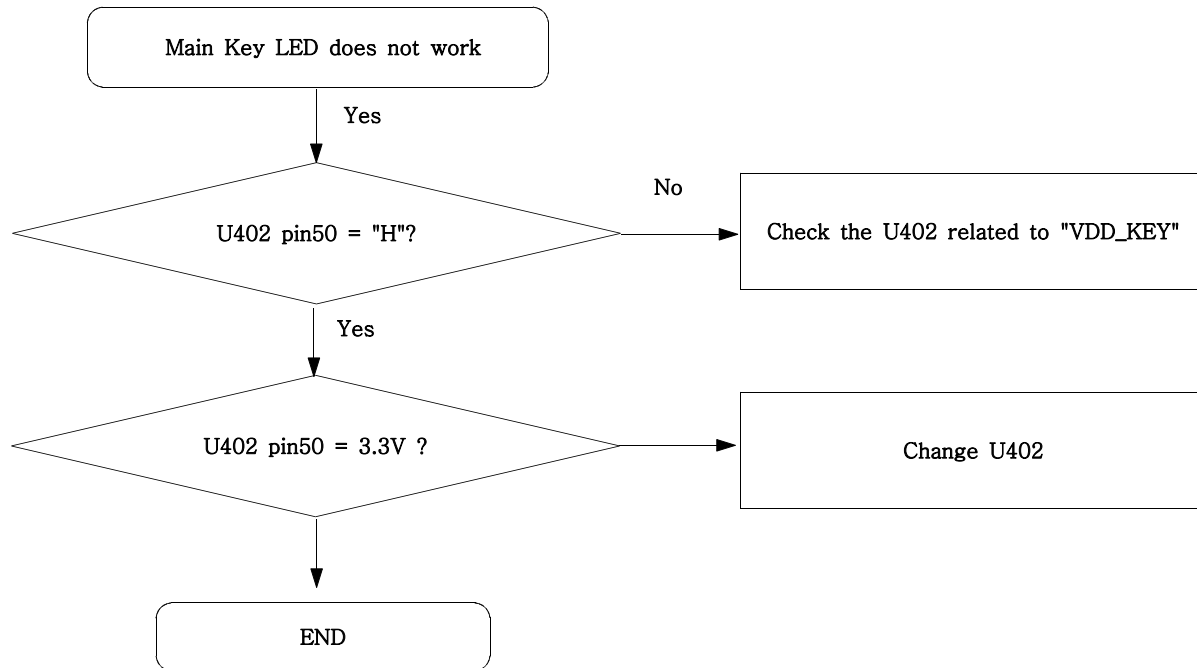 Main Key LED does not work
Yes
No
U402 pin50 = "H"?
Check the U402 related to "VDD_KEY"
Yes
U402 pin50 = 3.3V ?
Change U402
END